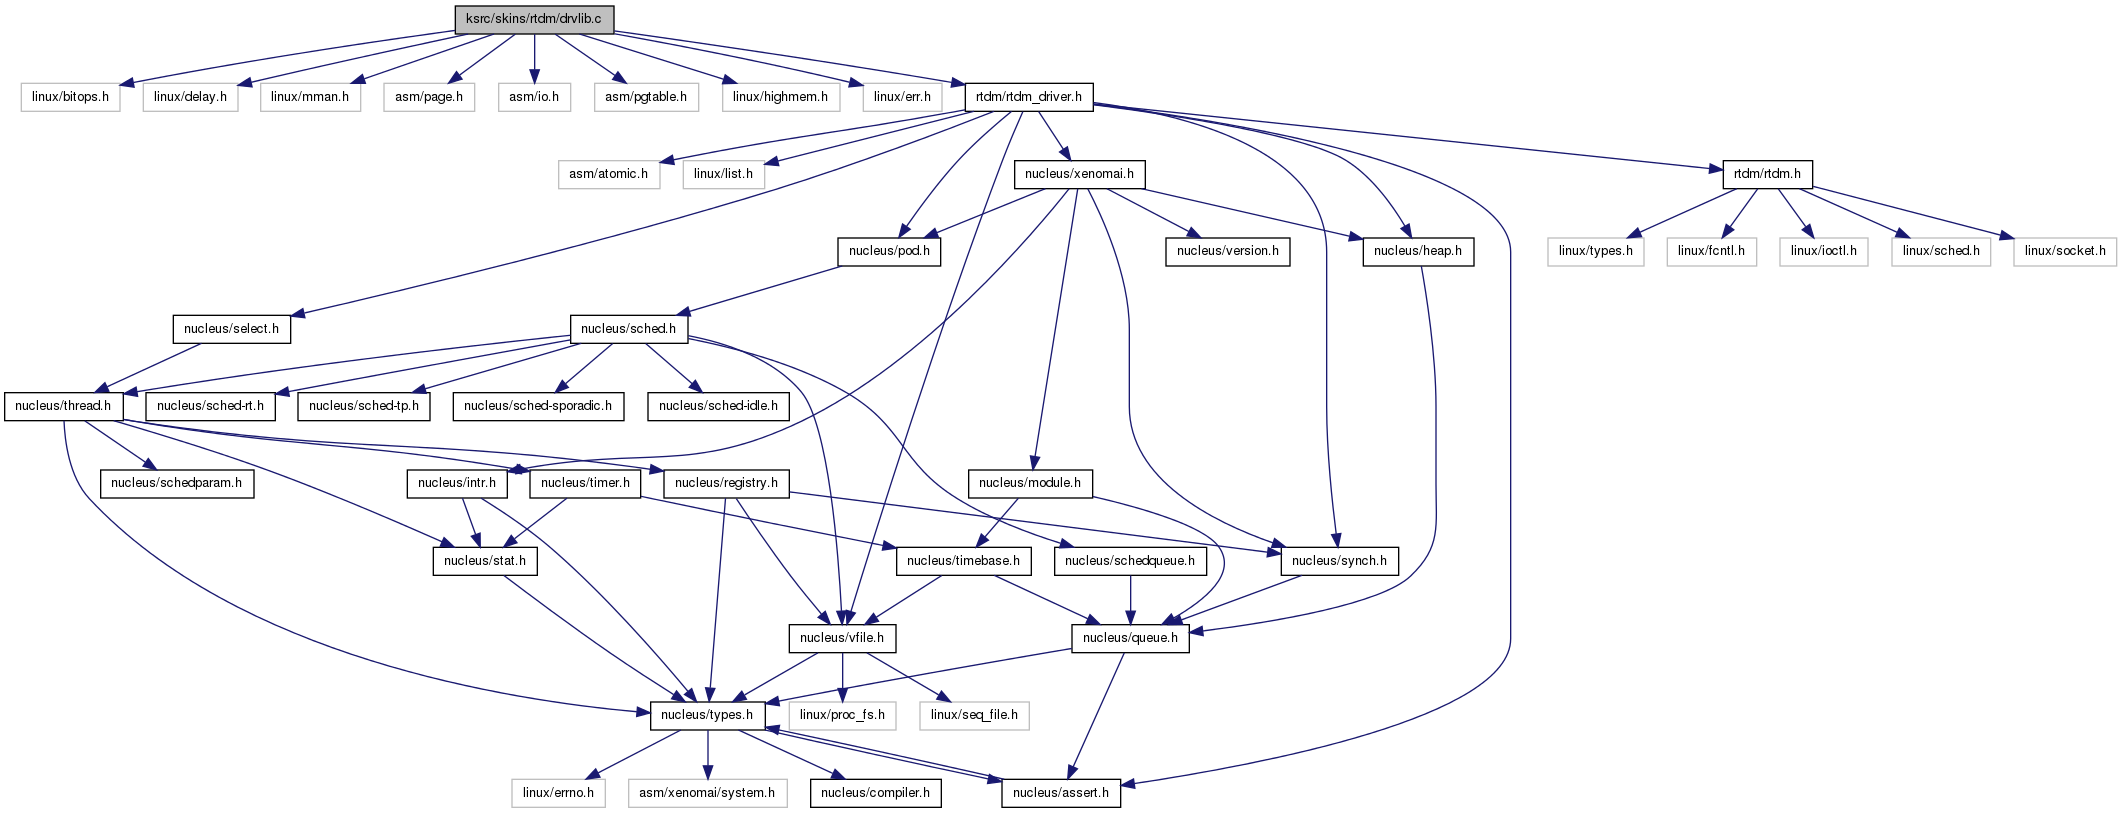 ksrc/skins/rtdm/drvlib.c
linux/bitops.h
linux/delay.h
linux/mman.h
asm/page.h
asm/io.h
asm/pgtable.h
linux/highmem.h
linux/err.h
rtdm/rtdm_driver.h
asm/atomic.h
linux/list.h
nucleus/xenomai.h
rtdm/rtdm.h
nucleus/pod.h
nucleus/version.h
nucleus/heap.h
linux/types.h
linux/fcntl.h
linux/ioctl.h
linux/sched.h
linux/socket.h
nucleus/select.h
nucleus/sched.h
nucleus/thread.h
nucleus/sched-rt.h
nucleus/sched-tp.h
nucleus/sched-sporadic.h
nucleus/sched-idle.h
nucleus/schedparam.h
nucleus/intr.h
nucleus/timer.h
nucleus/registry.h
nucleus/module.h
nucleus/stat.h
nucleus/timebase.h
nucleus/schedqueue.h
nucleus/synch.h
nucleus/vfile.h
nucleus/queue.h
nucleus/types.h
linux/proc_fs.h
linux/seq_file.h
linux/errno.h
asm/xenomai/system.h
nucleus/compiler.h
nucleus/assert.h